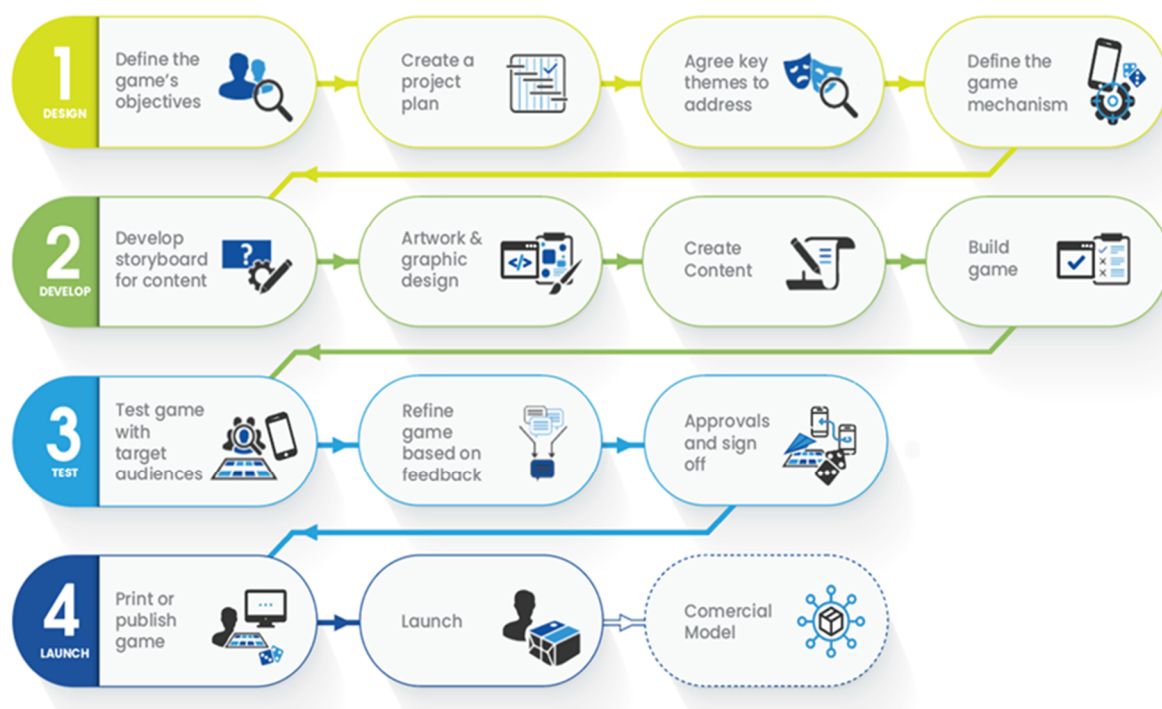 1
DESIGN
Define the
game's
objectives
Create a
project
plan
Agree key
themes to
address
Define the
game
mechanism
2
DEVELOP
Develop
storyboard
for content
?
Artwork &
graphic
design
</>
Create
Content
Build
game
3
TEST
Test game
with
target
audiences
Refine
game
based on
feedback
Approvals
and sign
off
4
LAUNCH
Print or
publish
game
Launch
Comercial
Model